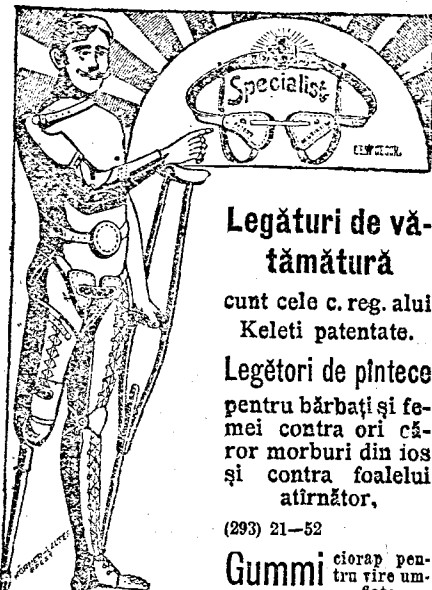 Specialist
Legături de vă-
tămătură
cunt cele c. reg. alui
Keleti patentate.
Legĕtori de pîntece
pentru bărbați și fe-
mei contra ori că-
ror morburi din ios
și contra foalelui
atîrnător,
(293) 21—52
Gummi ciorap pen-
tru vire um-